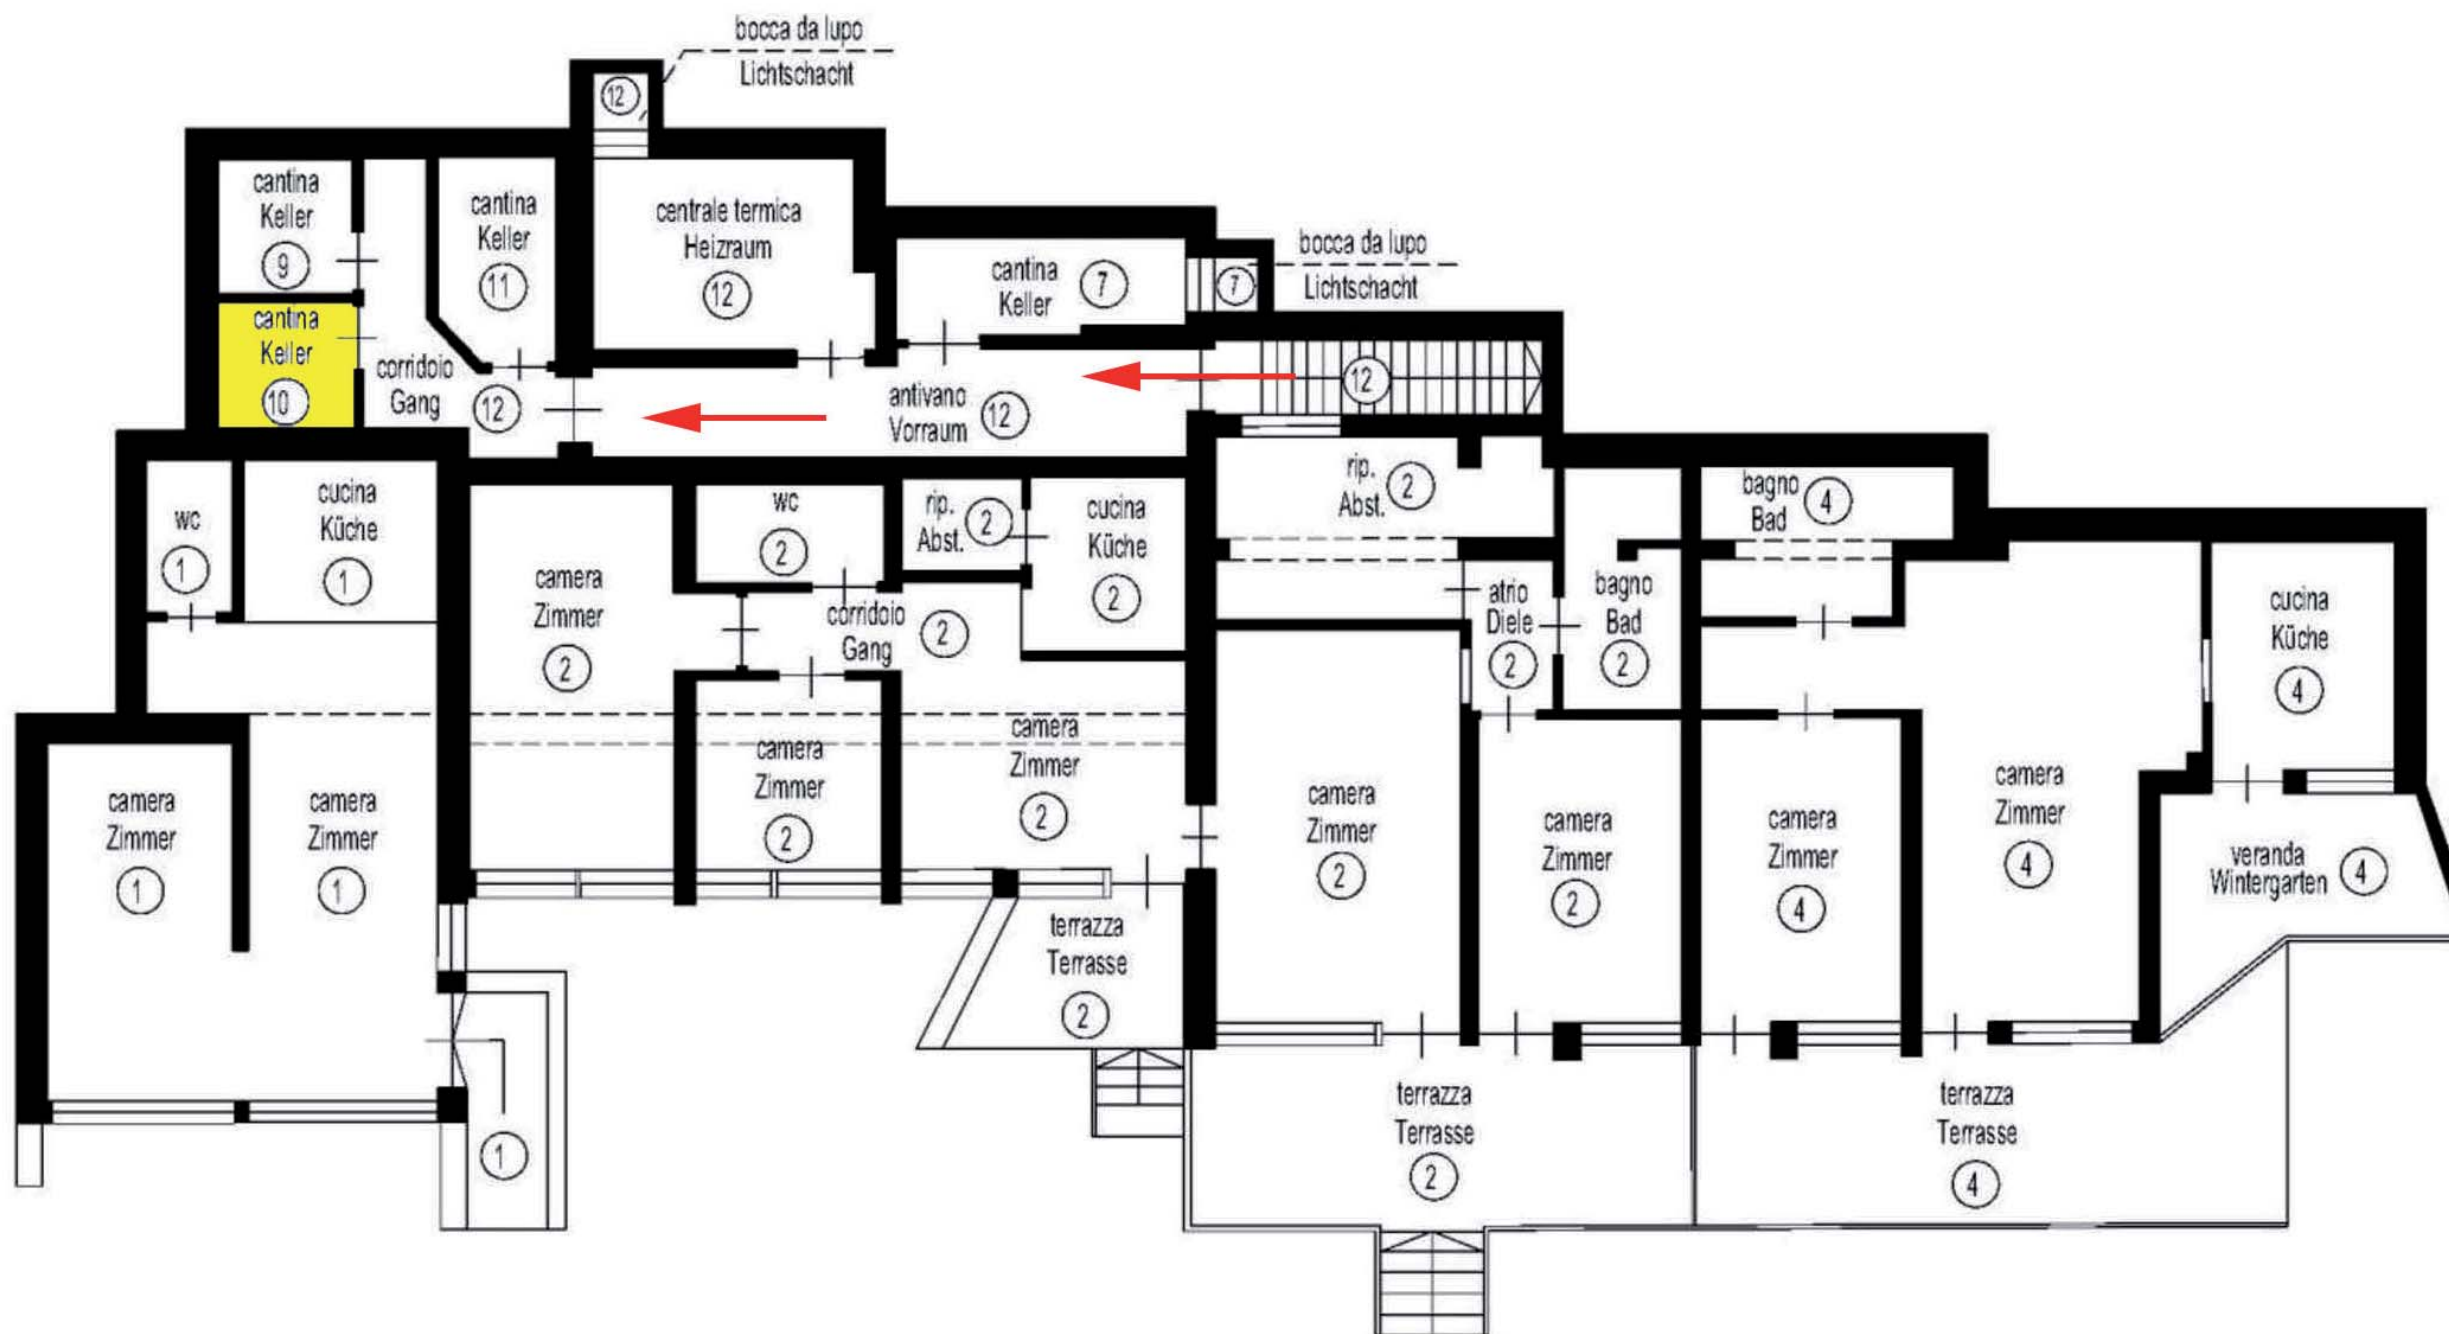 bocca da lupo
Lichtschacht
12
cantina
Keller
9
cantina
Keller
11
centrale termica
Heizraum
12
cantina
Keller
7
bocca da lupo
Lichtschacht
7
cantina
Keller
10
corridoio
Gang
12
antivano
Vorraum
12
12
wc
1
cucina
Küche
1
camera
Zimmer
2
wc
2
rip.
Abst.
2
cucina
Küche
2
corridoio
Gang
2
rip.
Abst.
2
atrio
Diele
2
bagno
Bad
2
bagno
Bad
4
cucina
Küche
4
camera
Zimmer
1
camera
Zimmer
1
camera
Zimmer
2
camera
Zimmer
2
camera
Zimmer
2
camera
Zimmer
2
camera
Zimmer
4
camera
Zimmer
4
veranda
Wintergarten
4
terrazza
Terrasse
2
1
terrazza
Terrasse
2
terrazza
Terrasse
4